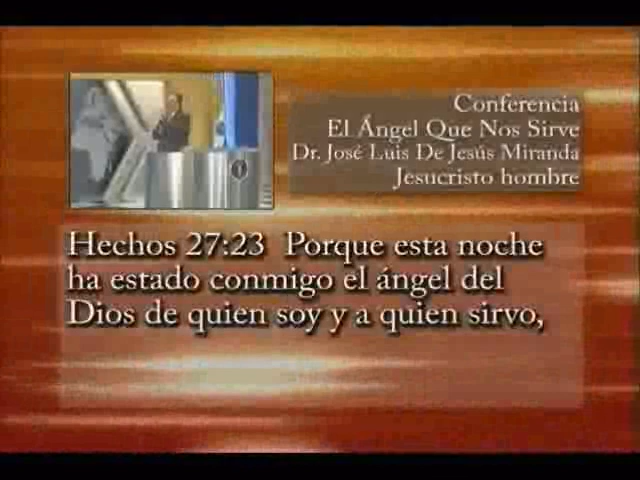 Conferencia
El Ángel Que Nos Sirve
Dr. José Luis De Jesús Miranda
Jesucristo hombre
Hechos 27:23 Porque esta noche
ha estado conmigo el ángel del
Dios de quien soy y a quien sirvo,